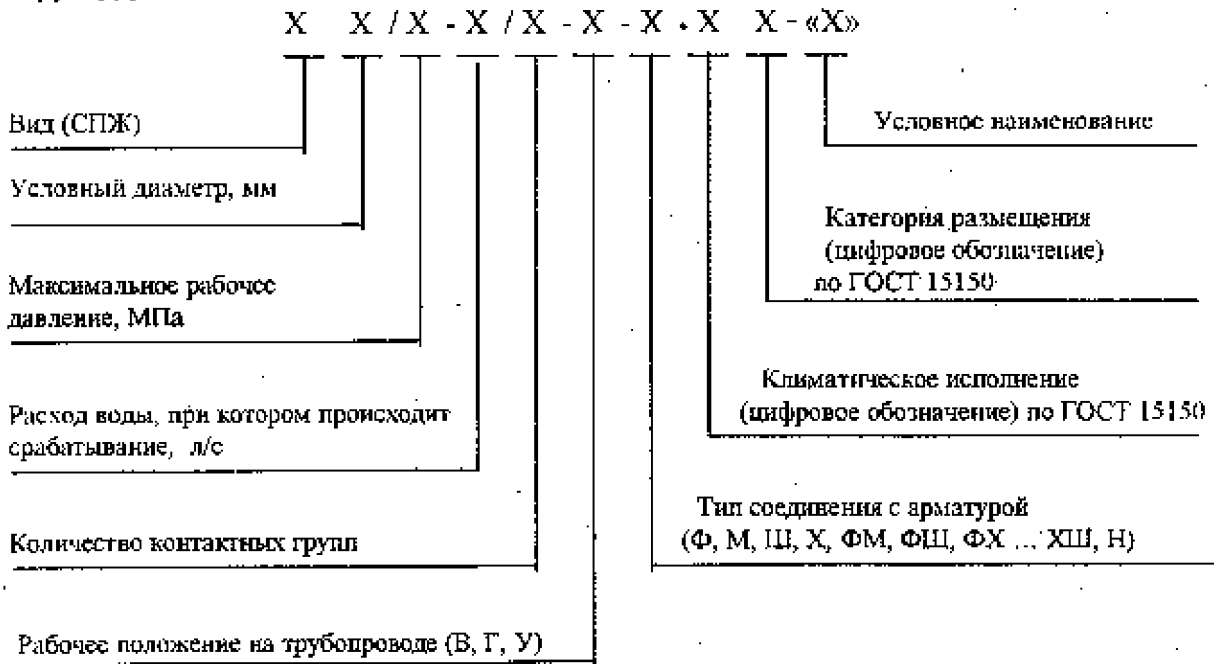 X X / X - X / X - X - X . X X - «X»
Вид (СПЖ)
Условный диаметр, мм
Максимальное рабочее
давление, МПа
Расход воды, при котором происходит
срабатывание, л/с
Количество контактных групп
Рабочее положение на трубопроводе (В, Г, У)
Условное наименование
Категория размещения
(цифровое обозначение)
по ГОСТ 15150
Климатическое исполнение
(цифровое обозначение) по ГОСТ 15150
Тип соединения с арматурой
(Ф, М, Ш, Х, ФМ, ФШ, ФХ ... ХШ, Н)